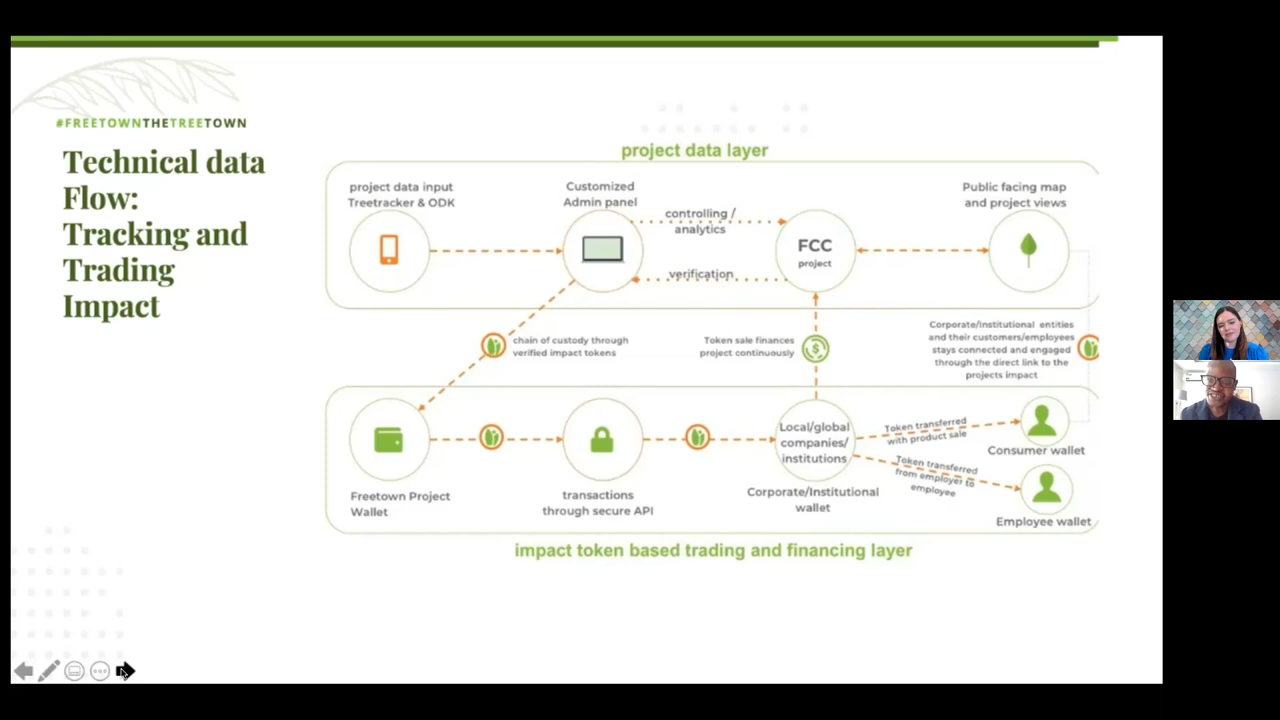 #FREETOWNTHETREETOWN
Technical data
Flow:
Tracking and
Trading
Impact
project data layer
project data input
Treetracker & ODK
Customized
Admin panel
controlling /
analytics
verification
FCC
project
Public facing map
and project views
chain of custody through
verified impact tokens
Token sale finances
project continuously
Corporate/Institutional entities
and their customers/employees
stays connected and engaged
through the direct link to the
projects impact
Freetown Project
Wallet
transactions
through secure API
Local/global
companies/
institutions
Corporate/Institutional
wallet
Token transferred
with product sale
Token transferred
from employer to
employee
Consumer wallet
Employee wallet
impact token based trading and financing layer